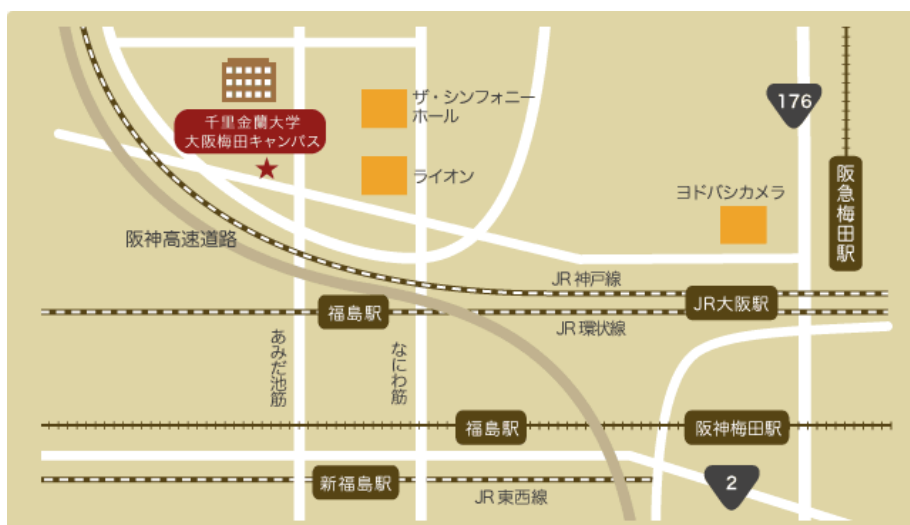 千里金蘭大学
大阪梅田キャンパス
ザ・シンフォニー
ホール
ライオン
176
阪急梅田駅
ヨドバシカメラ
阪神高速道路
JR神戸線
JR大阪駅
福島駅
JR環状線
あみだ池筋
なにわ筋
福島駅
阪神梅田駅
新福島駅
JR東西線
2